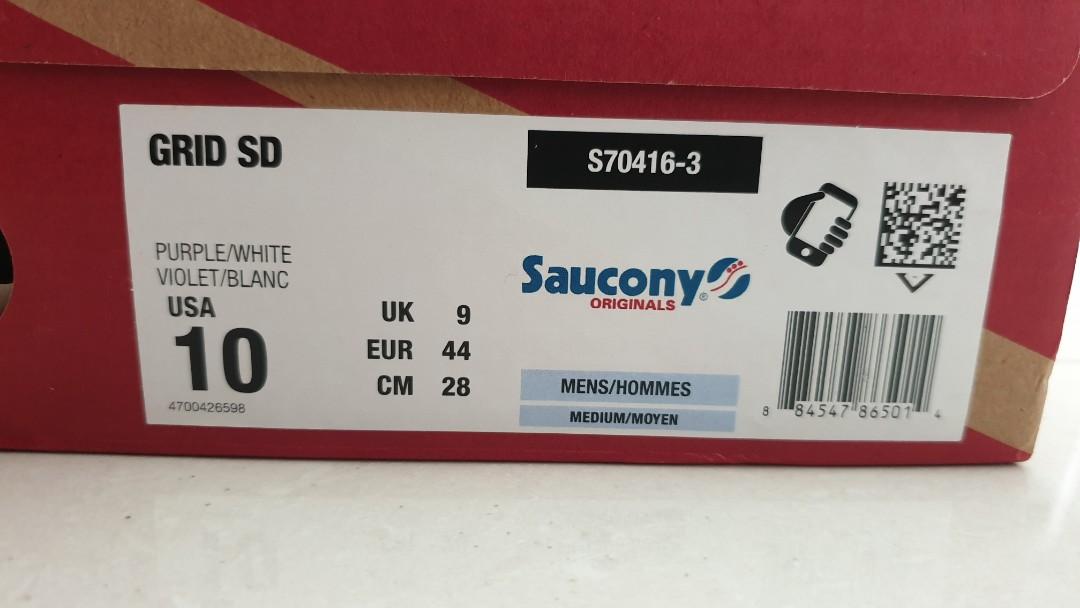 GRID SD
S70416-3
PURPLE/WHITE
VIOLET/BLANC
USA
10
4700426598
UK 9
EUR 44
CM 28
Saucony®
ORIGINALS
MENS/HOMMES
MEDIUM/MOYEN
8 84547 86501 4